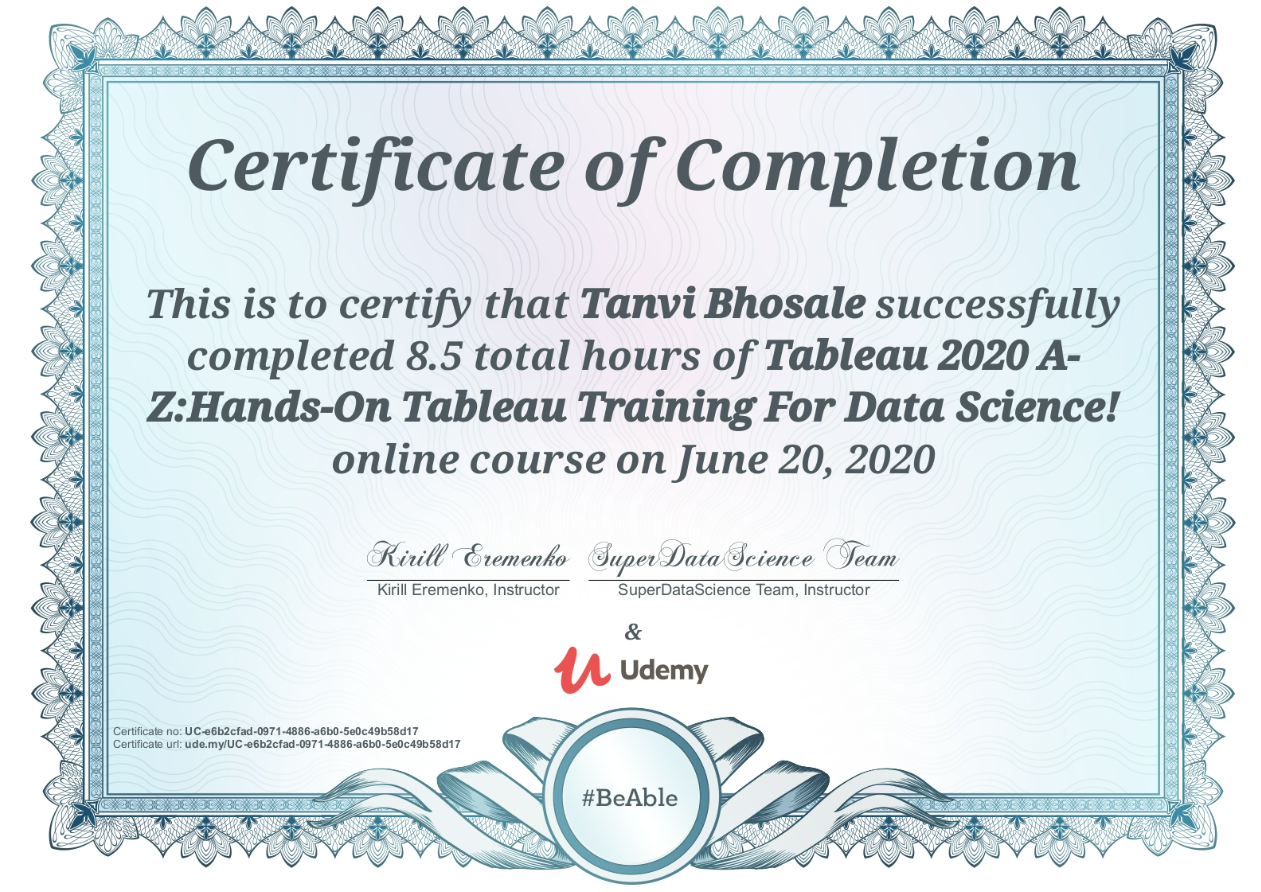 Certificate of Completion
This is to certify that Tanvi Bhosale successfully
completed 8.5 total hours of Tableau 2020 A-
Z:Hands-On Tableau Training For Data Science!
online course on June 20, 2020
Kirill Eremenko SuperDataScience Team
Kirill Eremenko, Instructor SuperDataScience Team, Instructor
&
Udemy
Certificate no: UC-e6b2cfad-0971-4886-a6b0-5e0c49b58d17
Certificate url: ude.my/UC-e6b2cfad-0971-4886-a6b0-5e0c49b58d17
#BeAble